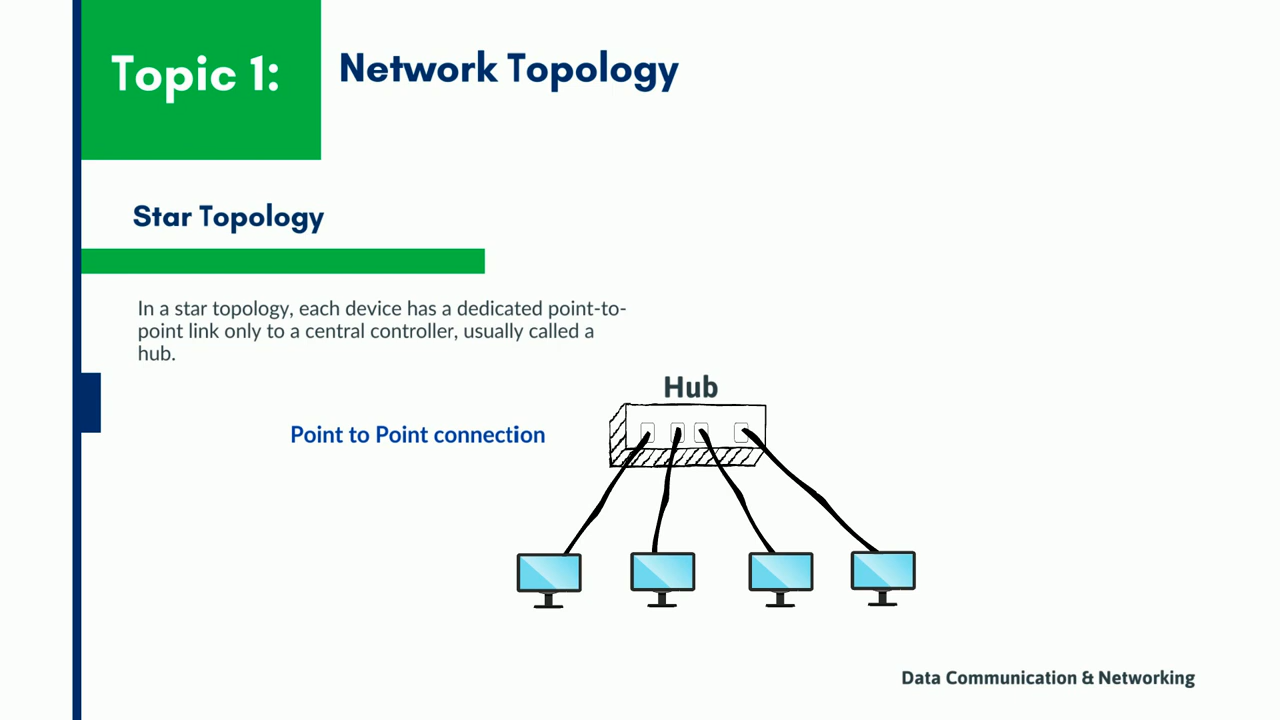 Topic 1:
Network Topology
Star Topology
In a star topology, each device has a dedicated point-to-
point link only to a central controller, usually called a
hub.
Hub
Point to Point connection
Data Communication & Networking